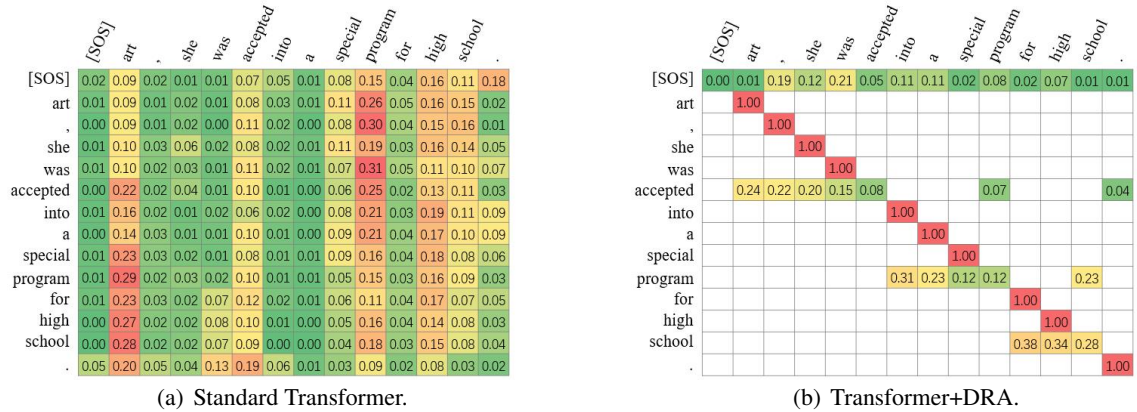 [SOS] art , she was accepted into a special program for high school .
[SOS] 0.02 0.09 0.02 0.01 0.01 0.07 0.05 0.01 0.08 0.15 0.04 0.16 0.11 0.18
art 0.01 0.09 0.01 0.02 0.01 0.08 0.03 0.01 0.11 0.26 0.05 0.16 0.15 0.02
, 0.00 0.09 0.01 0.02 0.00 0.11 0.02 0.00 0.08 0.30 0.04 0.15 0.16 0.01
she 0.01 0.10 0.03 0.06 0.02 0.08 0.02 0.01 0.11 0.19 0.03 0.16 0.14 0.05
was 0.01 0.10 0.02 0.03 0.01 0.11 0.02 0.01 0.07 0.31 0.05 0.11 0.10 0.07
accepted 0.00 0.22 0.02 0.04 0.01 0.10 0.01 0.00 0.06 0.25 0.02 0.13 0.11 0.03
into 0.01 0.16 0.02 0.01 0.02 0.06 0.02 0.00 0.08 0.21 0.03 0.19 0.11 0.09
a 0.00 0.14 0.03 0.03 0.01 0.10 0.02 0.00 0.09 0.21 0.04 0.17 0.10 0.09
special 0.01 0.23 0.03 0.02 0.01 0.08 0.01 0.01 0.09 0.16 0.04 0.18 0.08 0.06
program 0.01 0.29 0.02 0.03 0.02 0.10 0.01 0.01 0.05 0.15 0.03 0.16 0.09 0.03
for 0.01 0.23 0.03 0.02 0.07 0.12 0.02 0.01 0.06 0.11 0.04 0.17 0.07 0.05
high 0.00 0.27 0.02 0.02 0.08 0.10 0.01 0.00 0.05 0.16 0.04 0.14 0.08 0.03
school 0.00 0.28 0.02 0.02 0.07 0.09 0.00 0.00 0.04 0.18 0.03 0.15 0.08 0.04
. 0.05 0.20 0.05 0.04 0.13 0.19 0.06 0.01 0.03 0.09 0.02 0.08 0.03 0.02
(a) Standard Transformer.
[SOS] art , she was accepted into a special program for high school .
[SOS] 0.00 0.01 0.19 0.12 0.21 0.05 0.11 0.11 0.02 0.08 0.02 0.07 0.01 0.01
art 1.00
, 1.00
she 1.00
was 1.00
accepted 0.24 0.22 0.20 0.15 0.08 0.07 0.04
into 1.00
a 1.00
special 1.00
program 0.31 0.23 0.12 0.12 0.23
for 1.00
high 1.00
school 0.38 0.34 0.28
. 1.00
(b) Transformer+DRA.